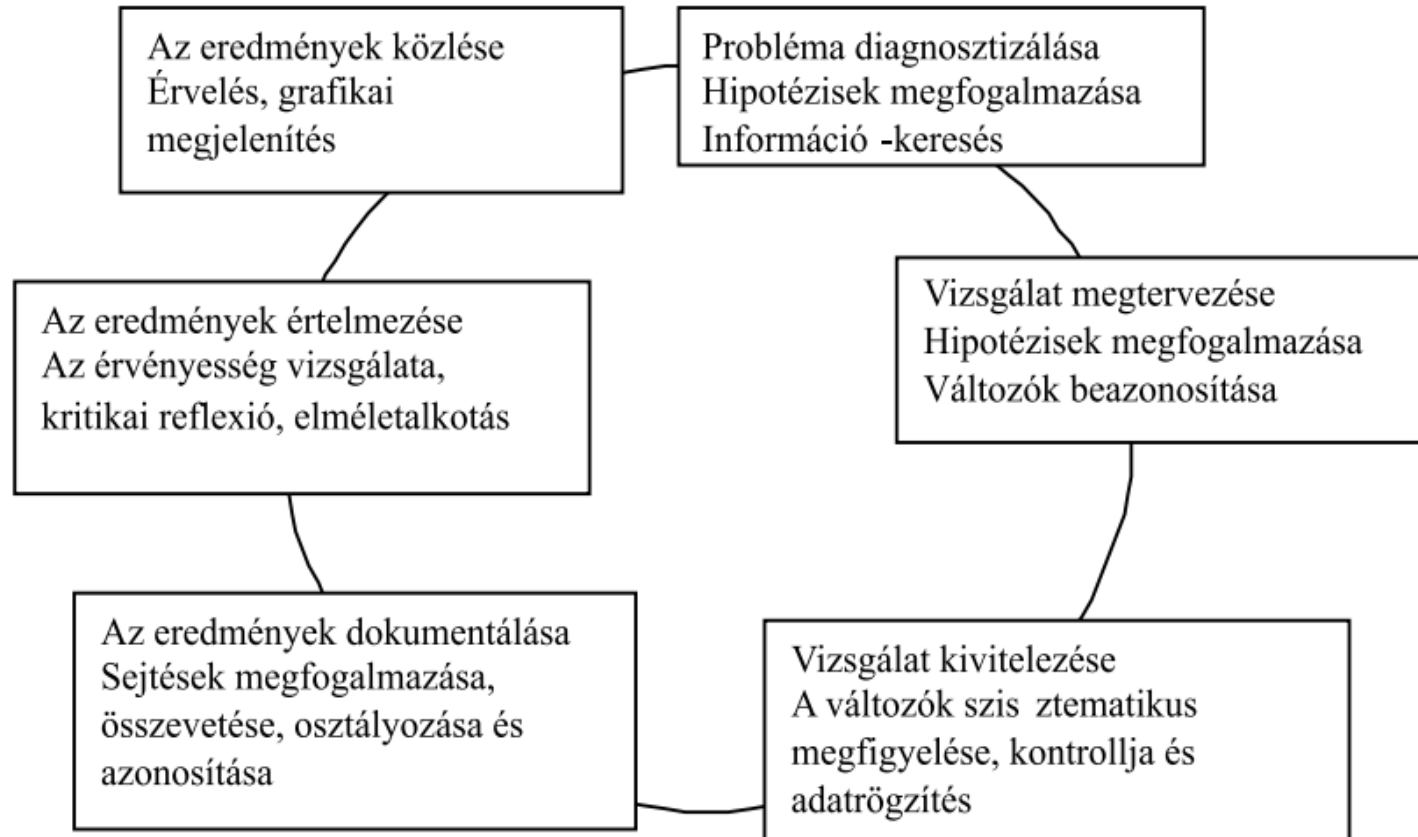 Az eredmények közlése
Érvelés, grafikai
megjelenítés
Probléma diagnosztizálása
Hipotézisek megfogalmazása
Információ -keresés
Vizsgálat megtervezése
Hipotézisek megfogalmazása
Változók beazonosítása
Vizsgálat kivitelezése
A változók szis ztematikus
megfigyelése, kontrollja és
adatrögzítés
Az eredmények dokumentálása
Sejtések megfogalmazása,
összevetése, osztályozása és
azonosítása
Az eredmények értelmezése
Az érvényesség vizsgálata,
kritikai reflexió, elméletalkotás